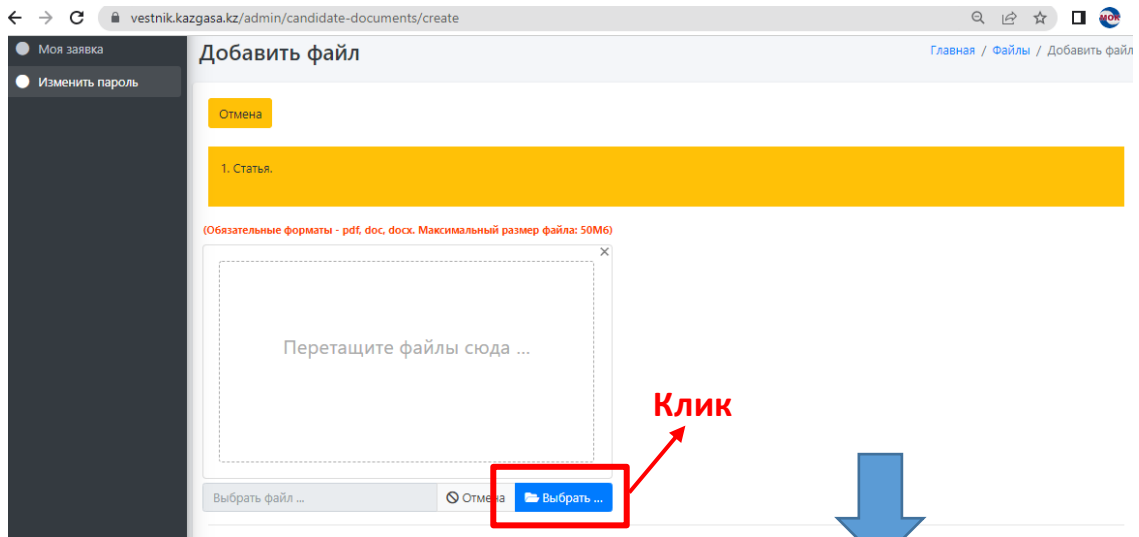 vestnik.kazgasa.kz/admin/candidate-documents/create
МОК
Моя заявка
Изменить пароль
Добавить файл
Главная / Файлы / Добавить файл
Отмена
1. Статья.
(Обязательные форматы - pdf, doc, docx. Максимальный размер файла: 50Мб)
Перетащите файлы сюда ...
Клик
Выбрать файл ...
Отмена
Выбрать ...